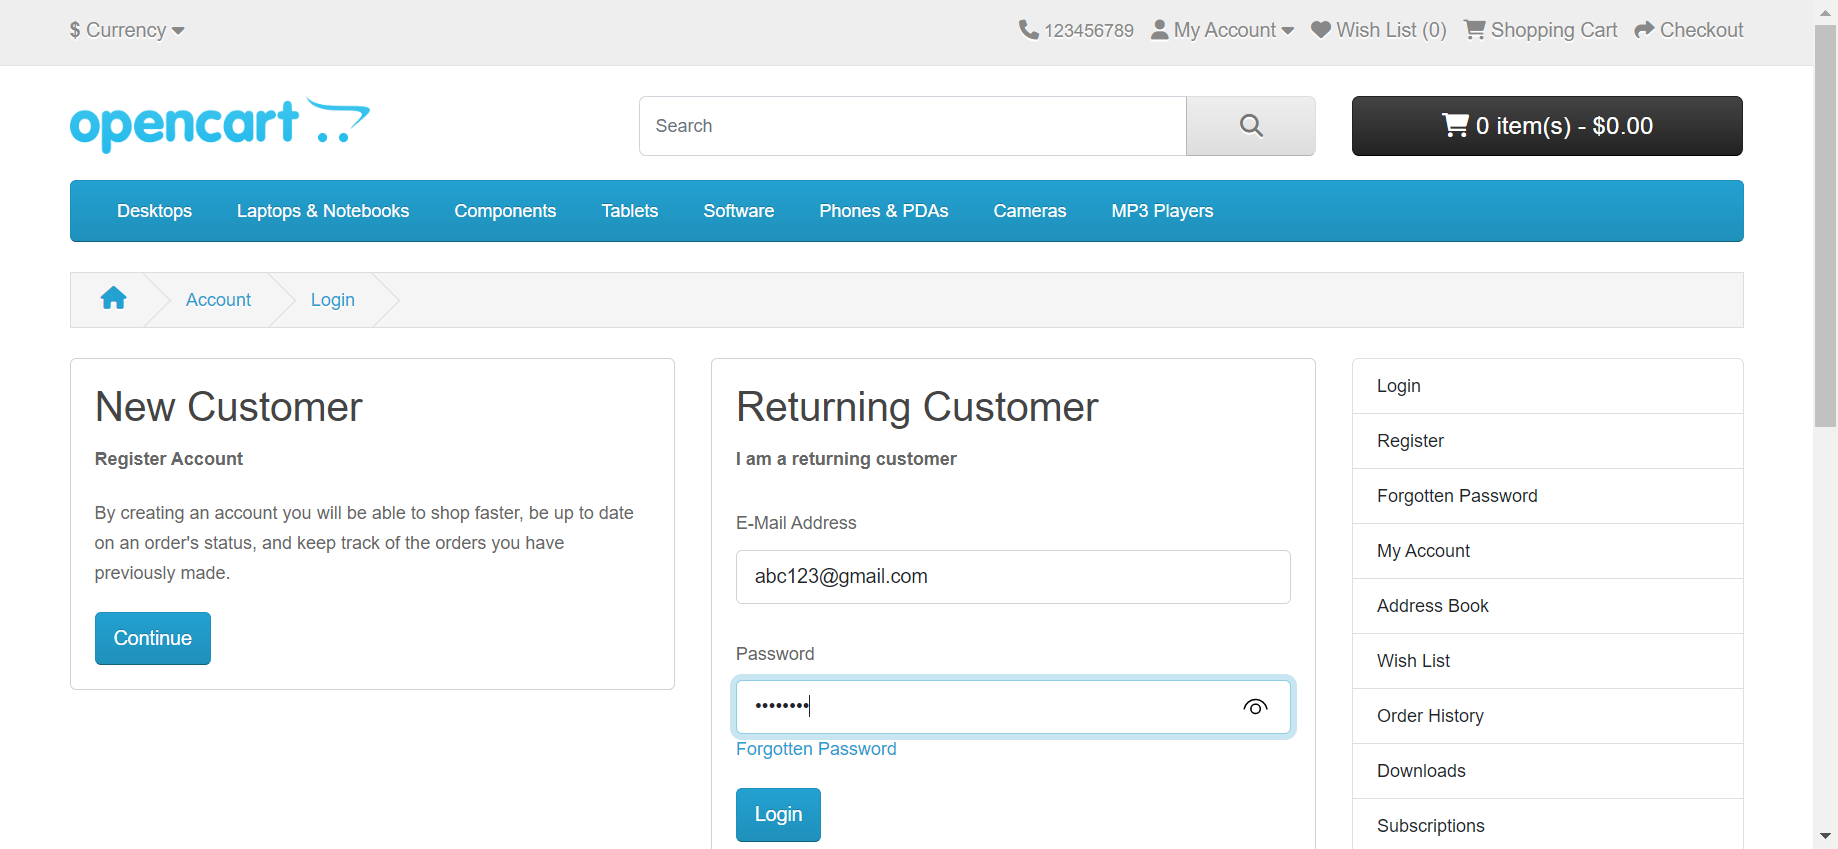 $ Currency
123456789 My Account Wish List (0) Shopping Cart Checkout
opencart
Search
0 item(s) - $0.00
Desktops Laptops & Notebooks Components Tablets Software Phones & PDAs Cameras MP3 Players
Account Login
New Customer
Register Account
By creating an account you will be able to shop faster, be up to date
on an order's status, and keep track of the orders you have
previously made.
Continue
Returning Customer
I am a returning customer
E-Mail Address
abc123@gmail.com
Password
••••••••
Forgotten Password
Login
Login
Register
Forgotten Password
My Account
Address Book
Wish List
Order History
Downloads
Subscriptions